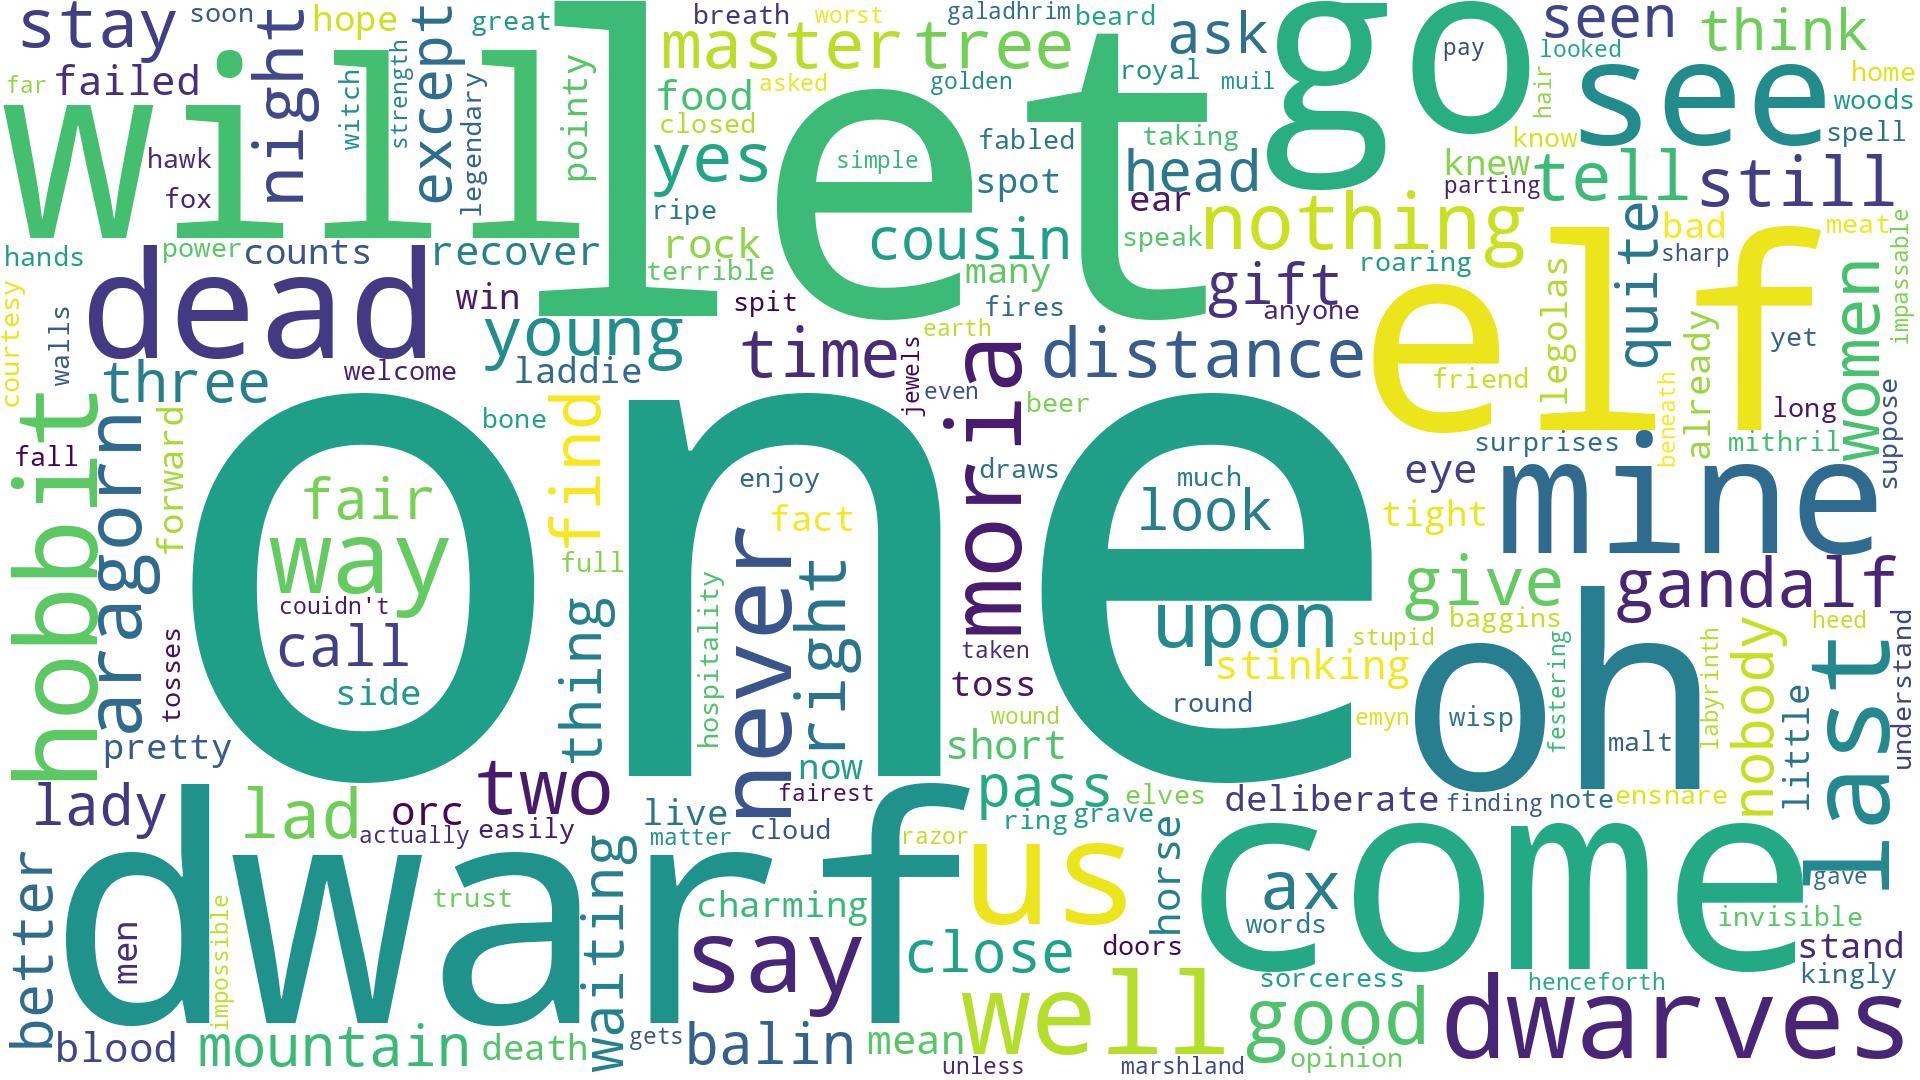 stay
soon
hope
great
breath
worst
galadhrim
beard
ask
go
pay
seen
looked
think
far
failed
night
witch
strength
except
legendary
pointy
master
tree
royal
muil
hair
see
home
woods
will
let
hawk
fox
food
asked
golden
closed
yes
simple
fabled
taking
spot
head
know
knew
parting
tell
spell
still
hands
power
counts
recover
ripe
rock
terrible
cousin
many
ear
speak
nothing
roaring
bad
sharp
meat
impassable
courtesy
walls
dead
win
young
spit
fires
gift
anyone
elf
legolas
quite
women
three
welcome
laddie
time
earth
jewels
even
moria
distance
beer
friend
already
beneath
yet
long
mithril
suppose
hobbit
aragorn
fall
forward
bone
find
one
fair
way
couidn't
call
side
full
enjoy
fact
draws
much
look
surprises
eye
tight
mine
never
right
thing
hospitality
taken
toss
upon
stinking
round
give
gandalf
baggins
stupid
heed
tosses
pretty
wound
short
emyn
oh
wisp
festering
malt
labyrinth
nobody
little
last
understand
lady
lad
orc
actually
two
easily
live
matter
now
fairest
cloud
pass
ring
grave
elves
deliberate
finding
note
ensnare
better
men
dwarf
impossible
trust
waiting
charming
say
razor
us
close
horse
doors
ax
words
come
gave
invisible
stand
kingly
blood
mountain
death
gets
balin
mean
well
unless
marshland
sorceress
good
opinion
henceforth
dwarves